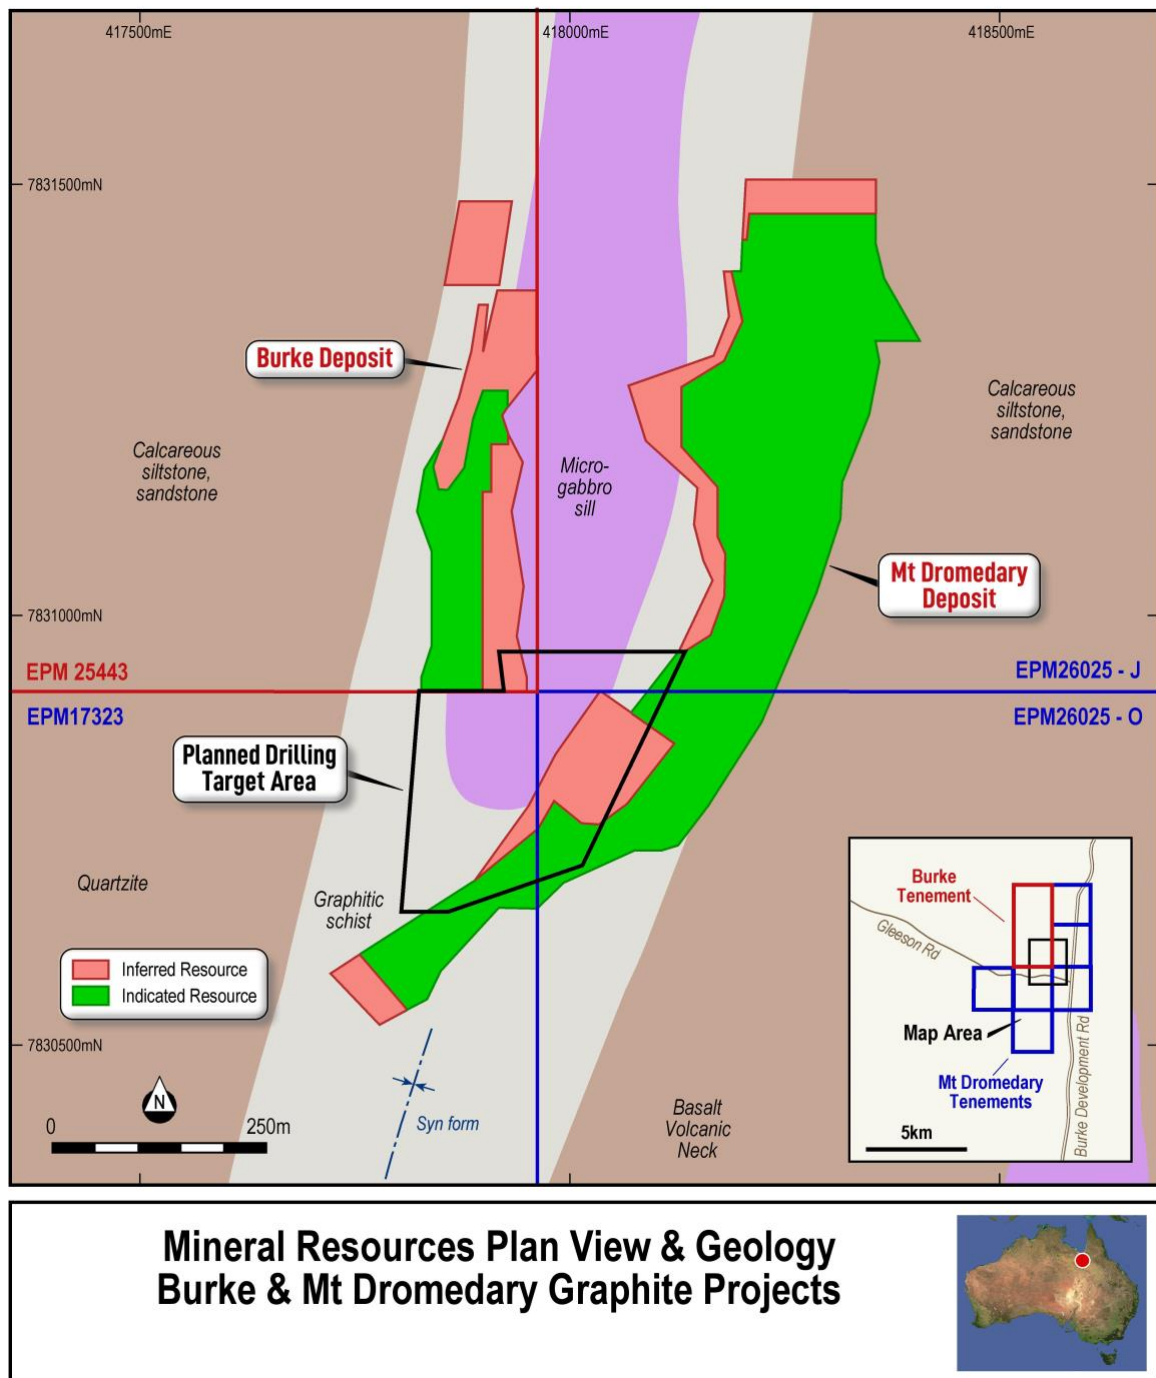 417500mE
418000mE
418500mE
7831500mN
Burke Deposit
Calcareous
siltstone,
sandstone
Calcareous
siltstone,
sandstone
Micro-
gabbro
sill
Mt Dromedary
Deposit
7831000mN
EPM 25443
EPM26025 - J
EPM17323
EPM26025 - O
Planned Drilling
Target Area
Quartzite
Graphitic
schist
Inferred Resource
Indicated Resource
7830500mN
N
0
250m
Syn form
Basalt
Volcanic
Neck
Burke
Tenement
Gleeson Rd
Map Area
Mt Dromedary
Tenements
Burke Development Rd
5km
Mineral Resources Plan View & Geology
Burke & Mt Dromedary Graphite Projects